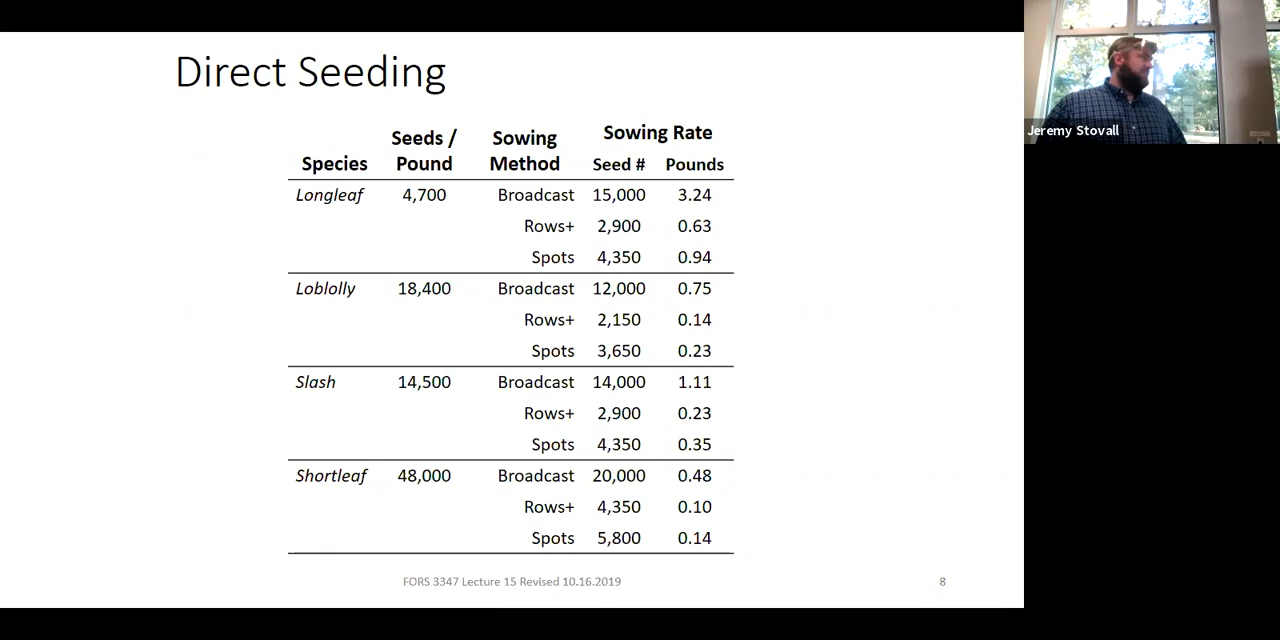 Direct Seeding
Seeds / Sowing Sowing Rate
Species Pound Method Seed # Pounds
Longleaf 4,700 Broadcast 15,000 3.24
Rows+ 2,900 0.63
Spots 4,350 0.94
Loblolly 18,400 Broadcast 12,000 0.75
Rows+ 2,150 0.14
Spots 3,650 0.23
Slash 14,500 Broadcast 14,000 1.11
Rows+ 2,900 0.23
Spots 4,350 0.35
Shortleaf 48,000 Broadcast 20,000 0.48
Rows+ 4,350 0.10
Spots 5,800 0.14
FORS 3347 Lecture 15 Revised 10.16.2019 8
Jeremy Stovall